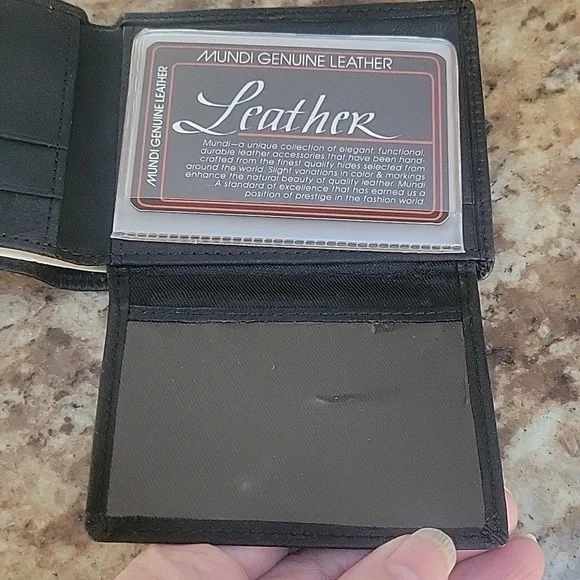 MUNDI GENUINE LEATHER
MUNDI GENUINE LEATHER
Leather
Mundi—a unique collection of elegant, functional,
durable leather accessories that have been hand-
crafted from the finest quality hides selected from
around the world. Slight variations in color & markings
enhance the natural beauty of quality leather. Mundi
...A standard of excellence that has earned us a
position of prestige in the fashion world